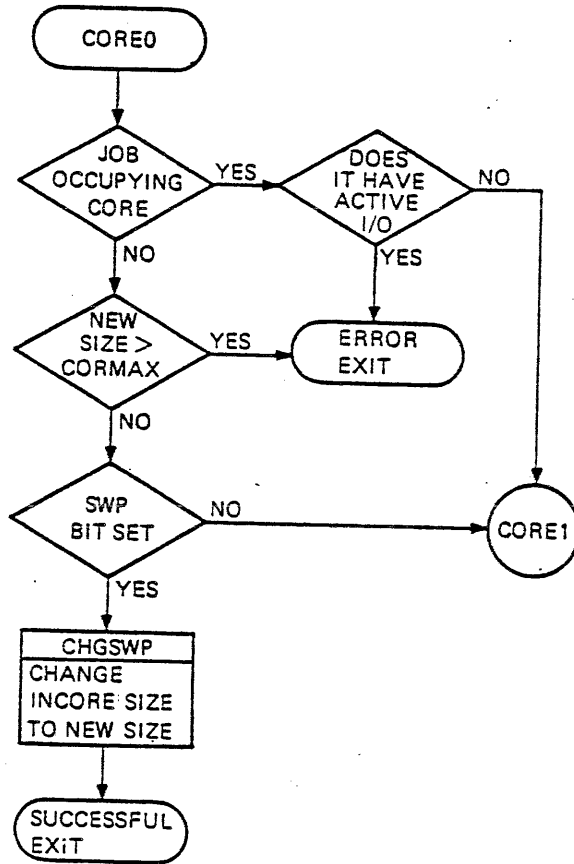 CORE0
JOB
OCCUPYING
CORE
YES
DOES
IT HAVE
ACTIVE
I/O
NO
NO
YES
NEW
SIZE >
CORMAX
YES
ERROR
EXIT
NO
SWP
BIT SET
NO
CORE1
YES
CHGSWP
CHANGE
INCORE SIZE
TO NEW SIZE
SUCCESSFUL
EXIT